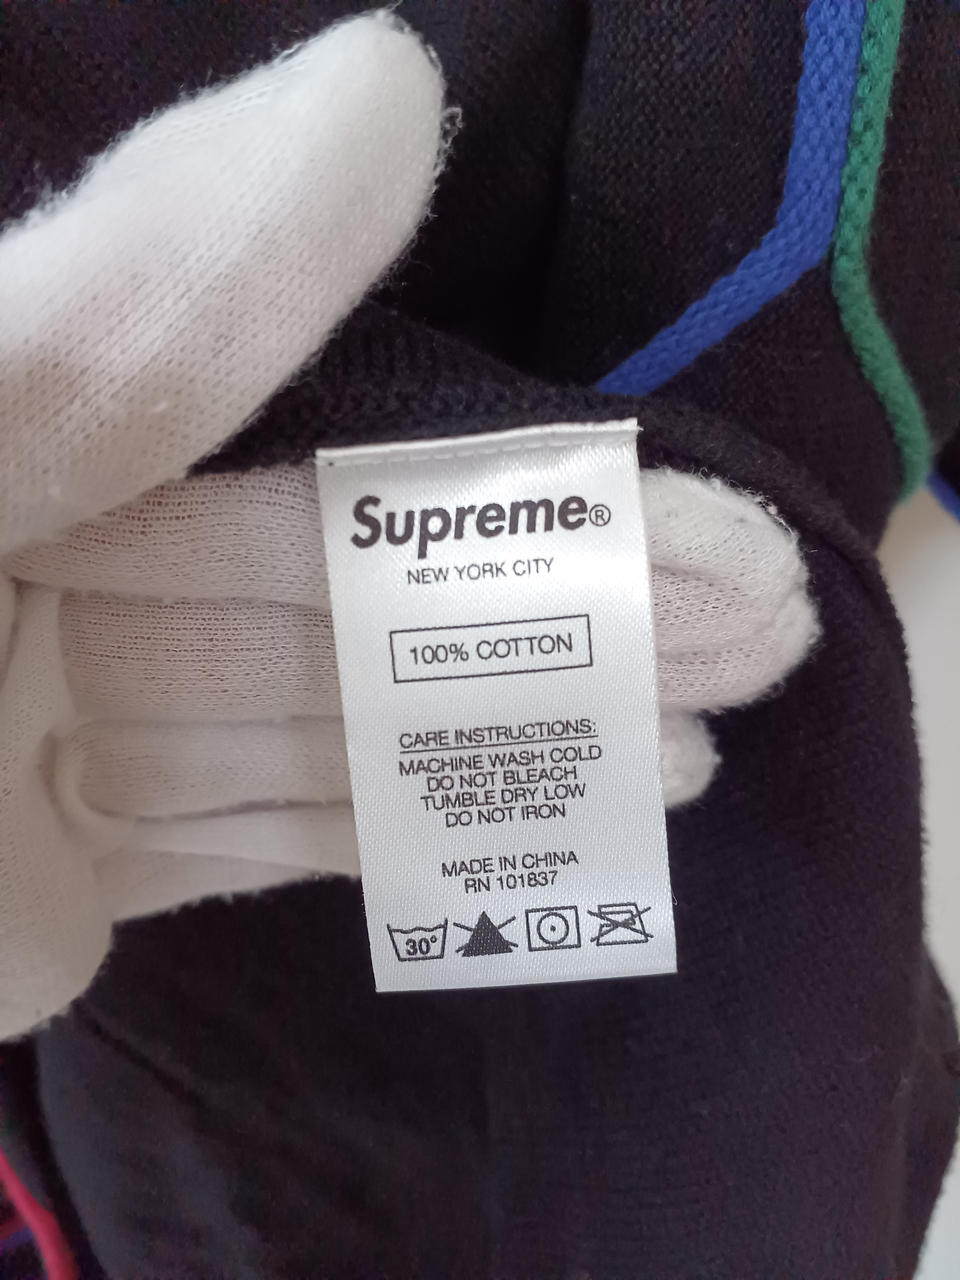 Supreme®
NEW YORK CITY
100% COTTON
CARE INSTRUCTIONS:
MACHINE WASH COLD
DO NOT BLEACH
TUMBLE DRY LOW
DO NOT IRON
MADE IN CHINA
RN 101837
30°